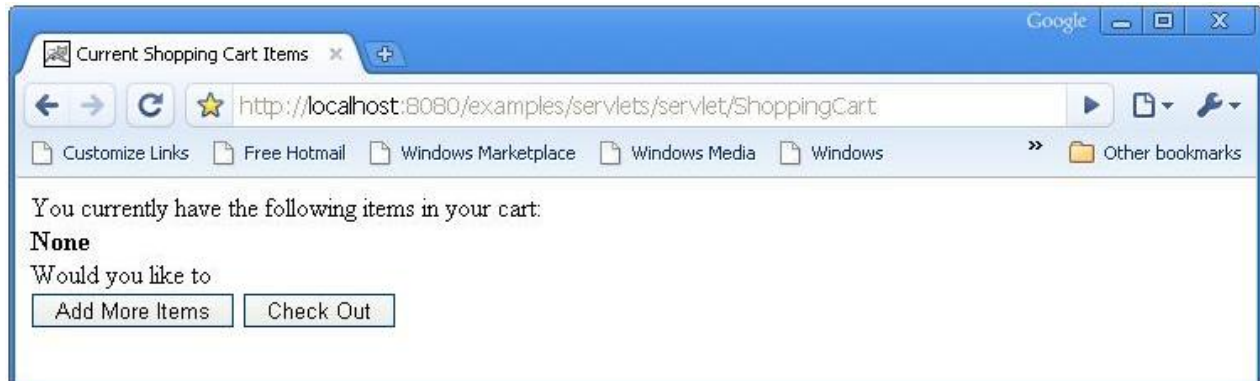 Google
Current Shopping Cart Items
http://localhost:8080/examples/servlets/servlet/ShoppingCart
Customize Links Free Hotmail Windows Marketplace Windows Media Windows » Other bookmarks
You currently have the following items in your cart:
None
Would you like to
Add More Items Check Out